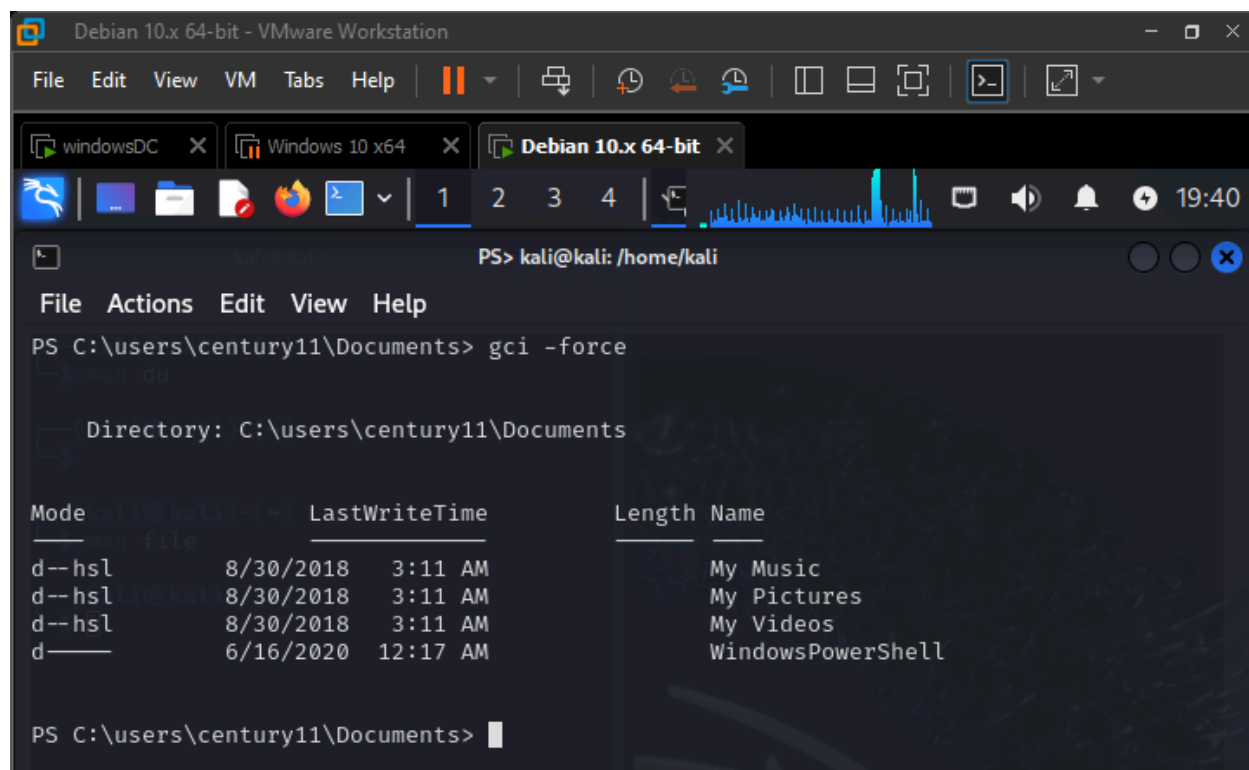 Debian 10.x 64-bit - VMware Workstation
File Edit View VM Tabs Help
windowsDC Windows 10 x64 Debian 10.x 64-bit
1 2 3 4 19:40
PS> kali@kali: /home/kali
File Actions Edit View Help
PS C:\users\century11\Documents> gci -force
man du
Directory: C:\users\century11\Documents
Mode LastWriteTime Length Name
man file
d--hsl 8/30/2018 3:11 AM My Music
d--hsl 8/30/2018 3:11 AM My Pictures
d--hsl 8/30/2018 3:11 AM My Videos
d----- 6/16/2020 12:17 AM WindowsPowerShell
PS C:\users\century11\Documents>